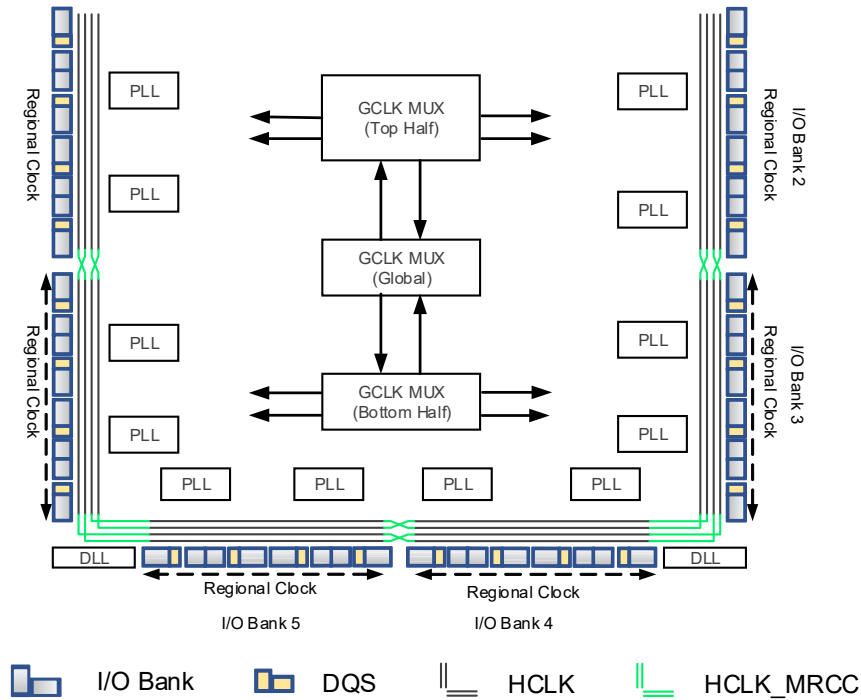 PLL
PLL
GCLK MUX
(Top Half)
Regional Clock
Regional Clock
I/O Bank 2
PLL
PLL
GCLK MUX
(Global)
PLL
PLL
Regional Clock
Regional Clock
I/O Bank 3
GCLK MUX
(Bottom Half)
PLL
PLL
PLL
PLL
PLL
PLL
DLL
DLL
Regional Clock
Regional Clock
I/O Bank 5
I/O Bank 4
I/O Bank
DQS
HCLK
HCLK_MRCC